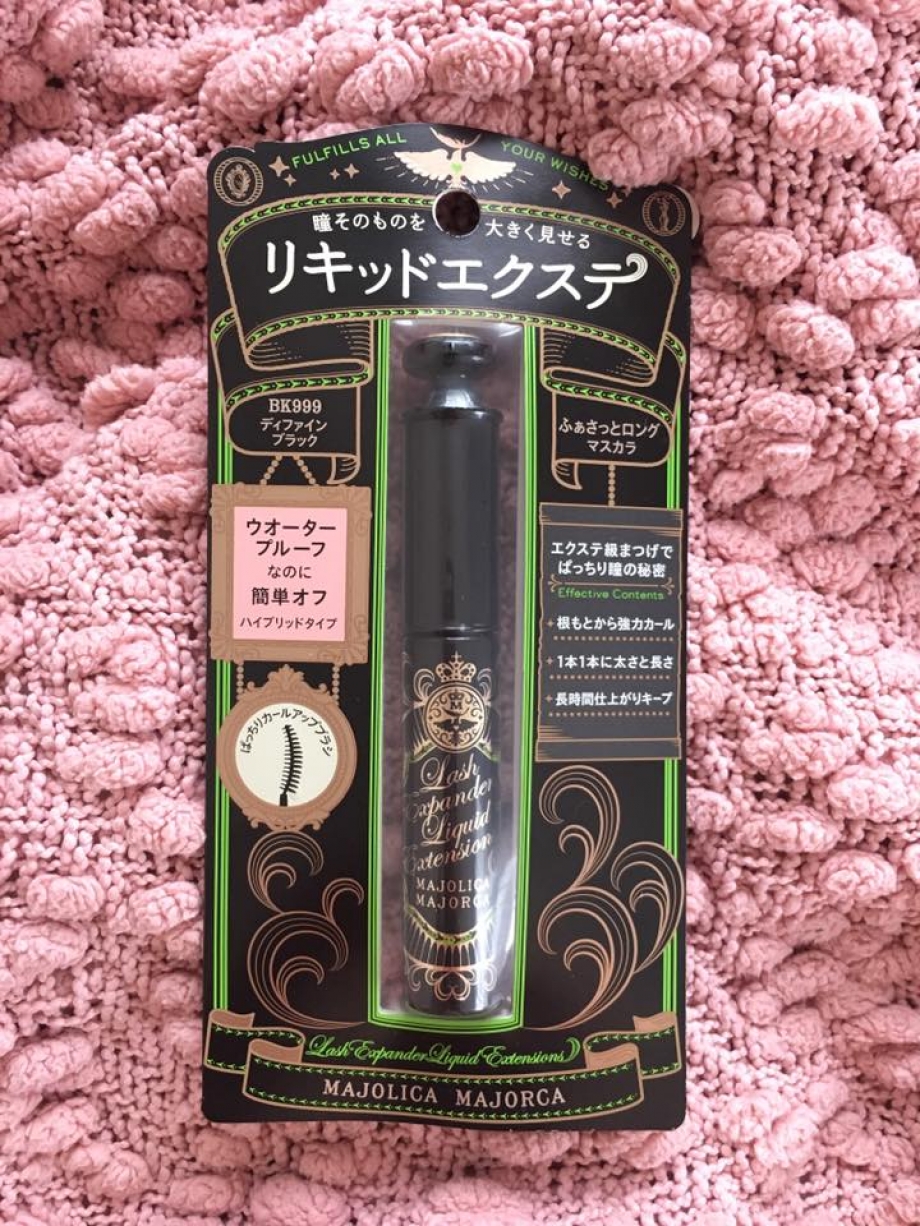 FULFILLS ALL YOUR WISHES
瞳そのものを 大きく見せる
リキッドエクステ
BK999
ディファイン
ブラック
ふぁさっとロング
マスカラ
ウオーター
プルーフ
なのに
簡単オフ
ハイブリッドタイプ
ぱっちりカールアップブラシ
エクステ級まつげで
ぱっちり瞳の秘密
Effective Contents
根もとから強力カール
1本1本に太さと長さ
長時間仕上がりキープ
M
Lash
Expander
Liquid
Extension
MAJOLICA
MAJORCA
Lash Expander Liquid Extensions
MAJOLICA MAJORCA